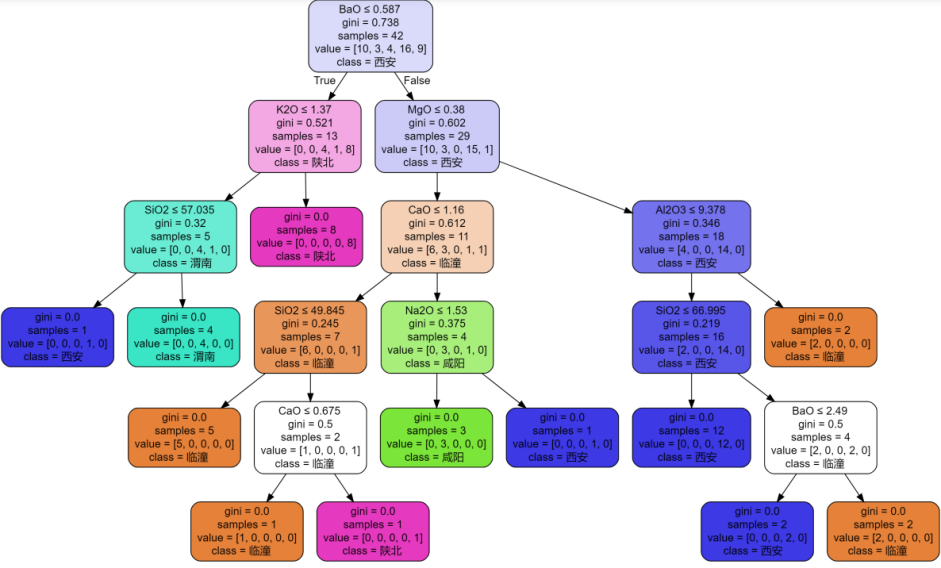 BaO ≤ 0.587
gini = 0.738
samples = 42
value = [10, 3, 4, 16, 9]
class = 西安
True
False
K2O ≤ 1.37
gini = 0.521
samples = 13
value = [0, 0, 4, 1, 8]
class = 陕北
MgO ≤ 0.38
gini = 0.602
samples = 29
value = [10, 3, 0, 15, 1]
class = 西安
SiO2 ≤ 57.035
gini = 0.32
samples = 5
value = [0, 0, 4, 1, 0]
class = 渭南
gini = 0.0
samples = 8
value = [0, 0, 0, 0, 8]
class = 陕北
CaO ≤ 1.16
gini = 0.612
samples = 11
value = [6, 3, 0, 1, 1]
class = 临潼
Al2O3 ≤ 9.378
gini = 0.346
samples = 18
value = [4, 0, 0, 14, 0]
class = 西安
gini = 0.0
samples = 1
value = [0, 0, 0, 1, 0]
class = 西安
gini = 0.0
samples = 4
value = [0, 0, 4, 0, 0]
class = 渭南
SiO2 ≤ 49.845
gini = 0.245
samples = 7
value = [6, 0, 0, 0, 1]
class = 临潼
Na2O ≤ 1.53
gini = 0.375
samples = 4
value = [0, 3, 0, 1, 0]
class = 咸阳
SiO2 ≤ 66.995
gini = 0.219
samples = 16
value = [2, 0, 0, 14, 0]
class = 西安
gini = 0.0
samples = 2
value = [2, 0, 0, 0, 0]
class = 临潼
gini = 0.0
samples = 5
value = [5, 0, 0, 0, 0]
class = 临潼
CaO ≤ 0.675
gini = 0.5
samples = 2
value = [1, 0, 0, 0, 1]
class = 临潼
gini = 0.0
samples = 3
value = [0, 3, 0, 0, 0]
class = 咸阳
gini = 0.0
samples = 1
value = [0, 0, 0, 1, 0]
class = 西安
gini = 0.0
samples = 12
value = [0, 0, 0, 12, 0]
class = 西安
BaO ≤ 2.49
gini = 0.5
samples = 4
value = [2, 0, 0, 2, 0]
class = 临潼
gini = 0.0
samples = 1
value = [1, 0, 0, 0, 0]
class = 临潼
gini = 0.0
samples = 1
value = [0, 0, 0, 0, 1]
class = 陕北
gini = 0.0
samples = 2
value = [0, 0, 0, 2, 0]
class = 西安
gini = 0.0
samples = 2
value = [2, 0, 0, 0, 0]
class = 临潼